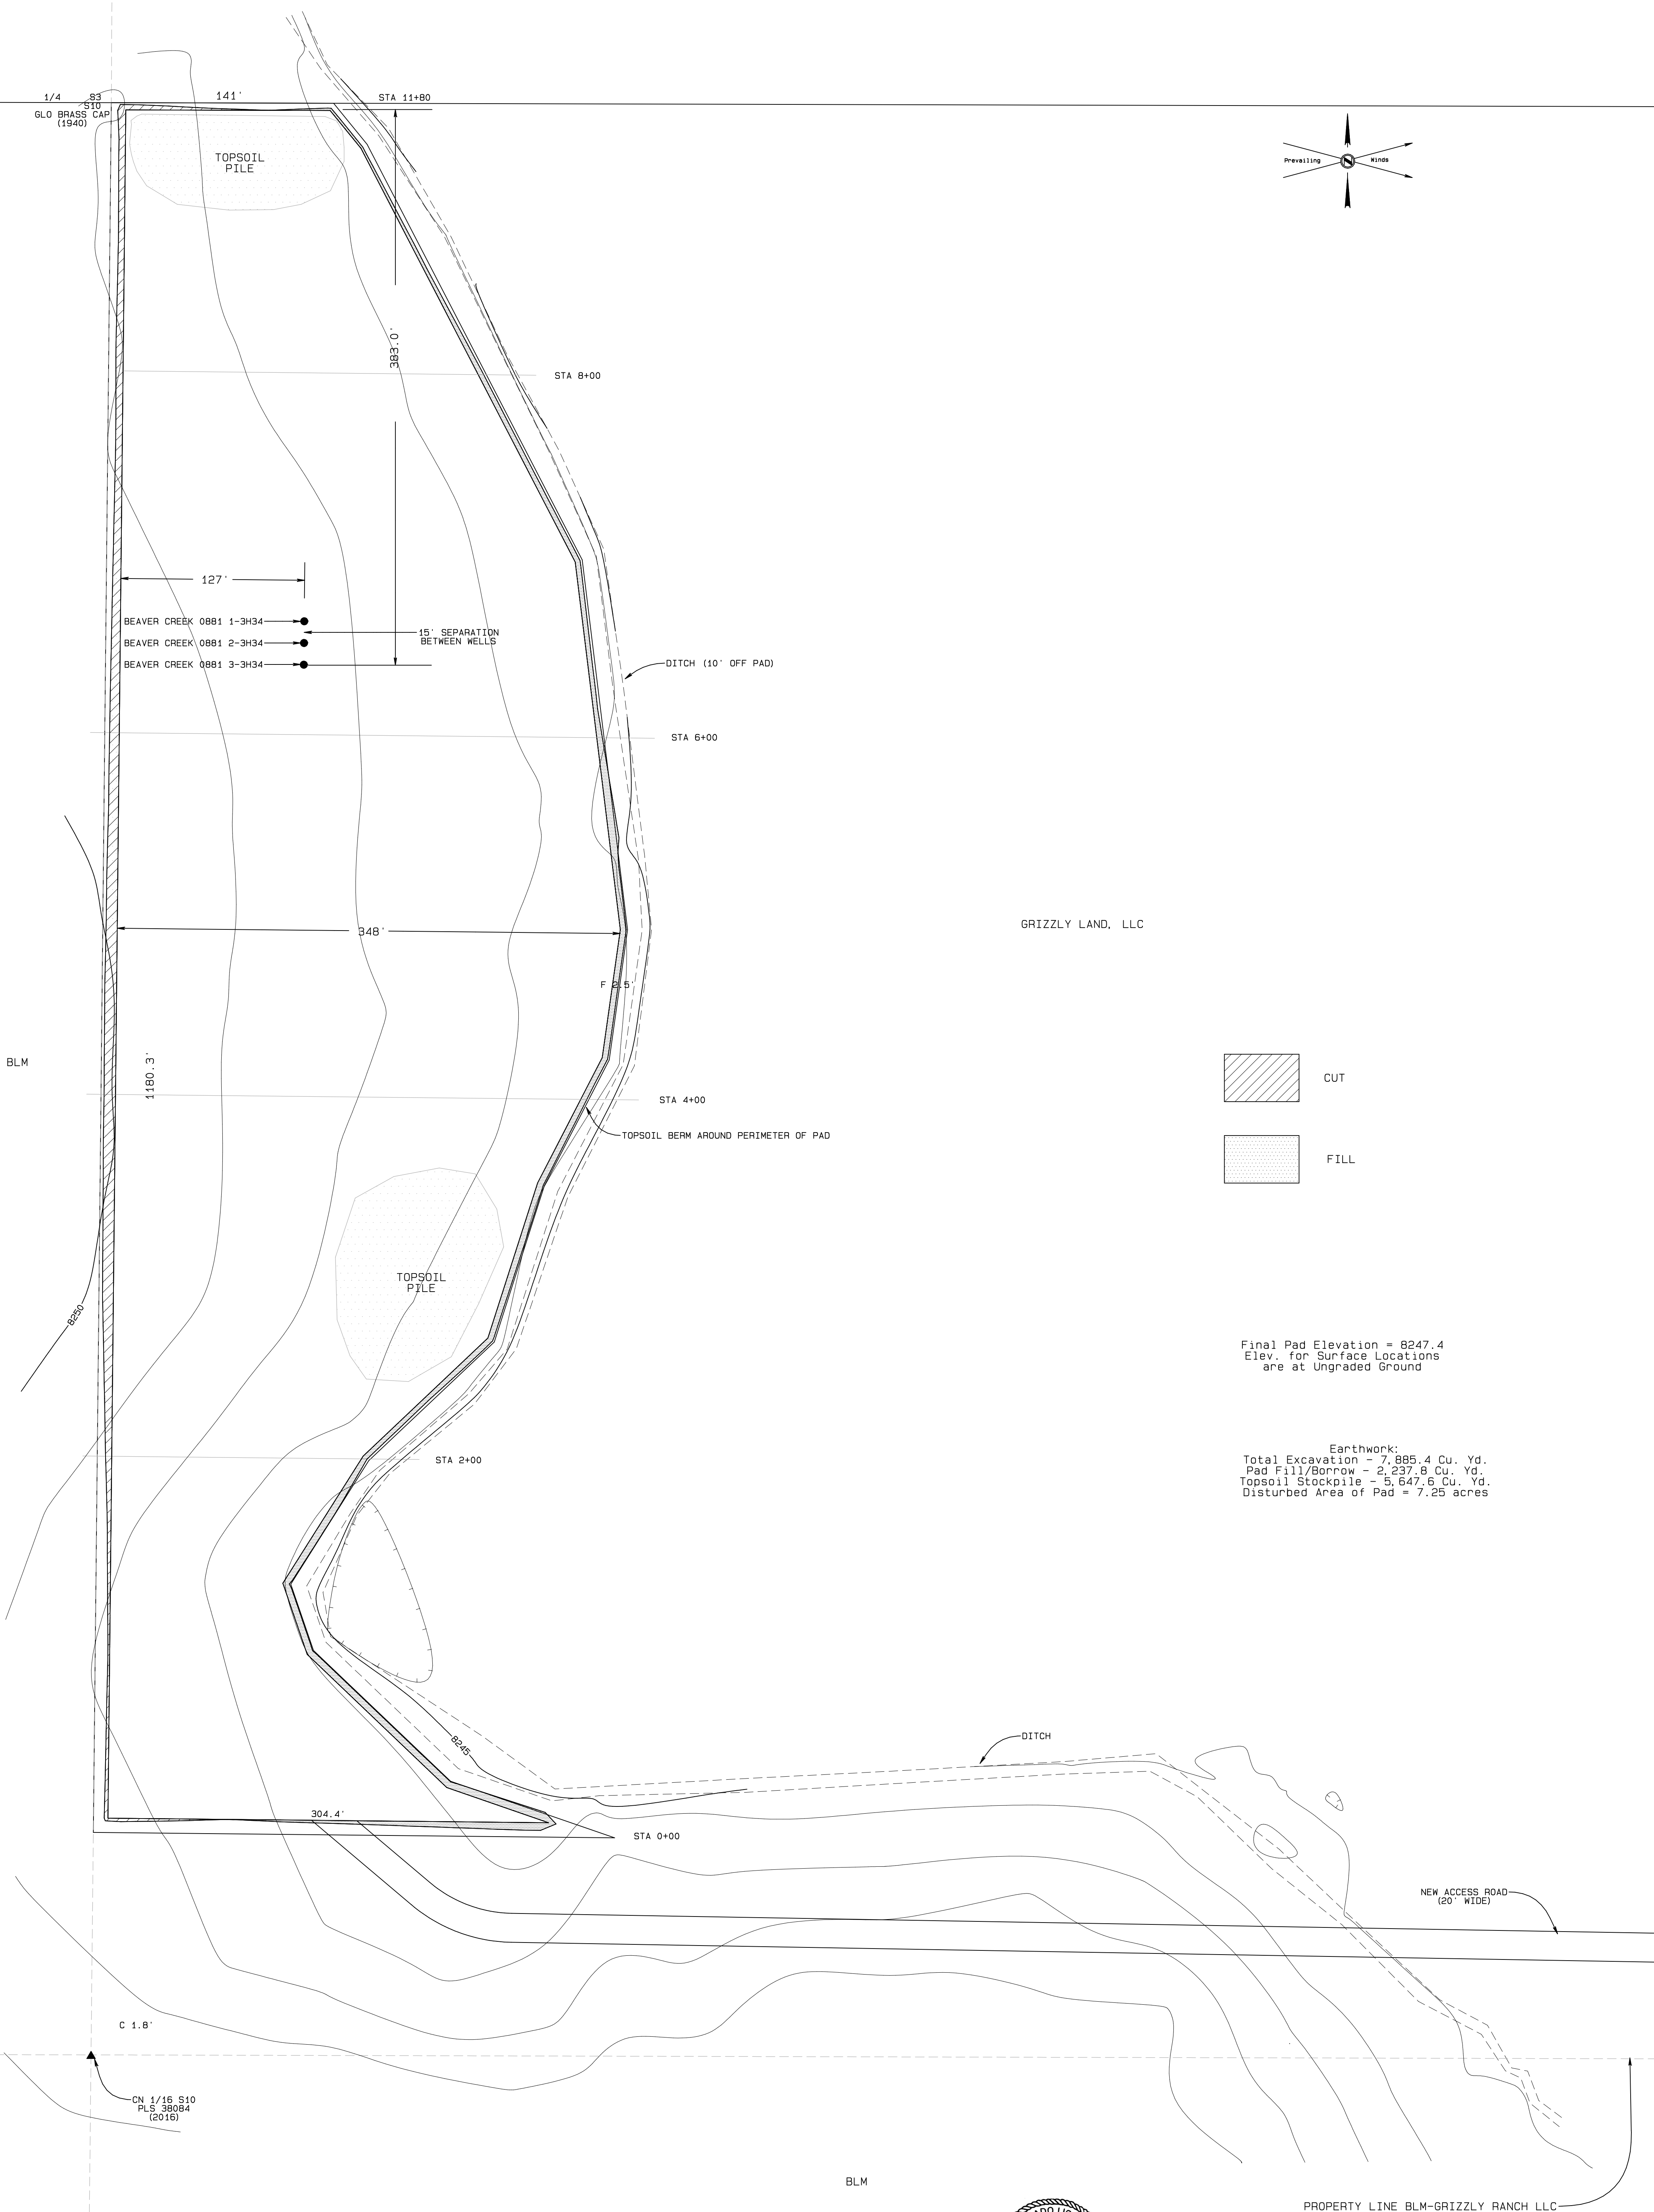 1/4 S3
S10
GLO BRASS CAP
(1940)
141'
STA 11+80
TOPSOIL
PILE
Prevailing N Winds
383.0'
STA 8+00
127'
BEAVER CREEK 0881 1-3H34
BEAVER CREEK 0881 2-3H34
BEAVER CREEK 0881 3-3H34
15' SEPARATION
BETWEEN WELLS
DITCH (10' OFF PAD)
STA 6+00
348'
GRIZZLY LAND, LLC
F 2.5'
BLM
1180.3'
CUT
STA 4+00
TOPSOIL BERM AROUND PERIMETER OF PAD
FILL
TOPSOIL
PILE
8250
Final Pad Elevation = 8247.4
Elev. for Surface Locations
are at Ungraded Ground
STA 2+00
Earthwork:
Total Excavation - 7,885.4 Cu. Yd.
Pad Fill/Borrow - 2,237.8 Cu. Yd.
Topsoil Stockpile - 5,647.6 Cu. Yd.
Disturbed Area of Pad = 7.25 acres
8245
DITCH
304.4'
STA 0+00
NEW ACCESS ROAD
(20' WIDE)
C 1.8'
CN 1/16 S10
PLS 38084
(2016)
BLM
PROPERTY LINE BLM-GRIZZLY RANCH LLC